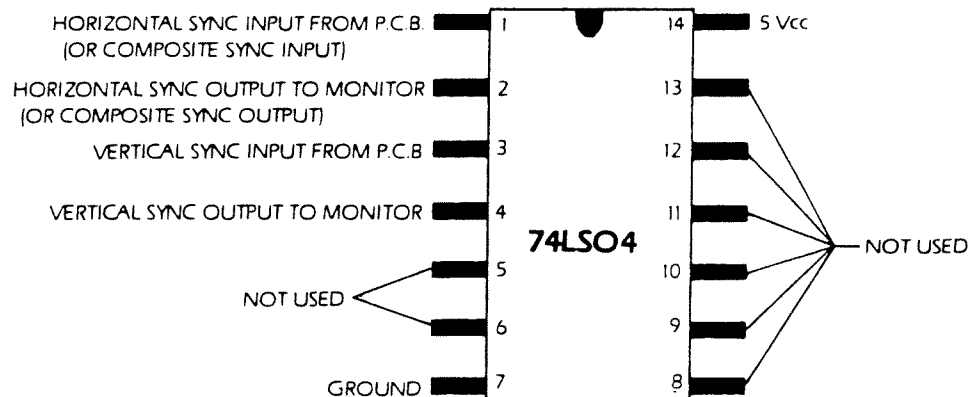 HORIZONTAL SYNC INPUT FROM P.C.B. 1
(OR COMPOSITE SYNC INPUT)
HORIZONTAL SYNC OUTPUT TO MONITOR 2
(OR COMPOSITE SYNC OUTPUT)
VERTICAL SYNC INPUT FROM P.C.B 3
VERTICAL SYNC OUTPUT TO MONITOR 4
5
NOT USED
6
GROUND 7
74LS04
14 5 Vcc
13
12
11
NOT USED
10
9
8